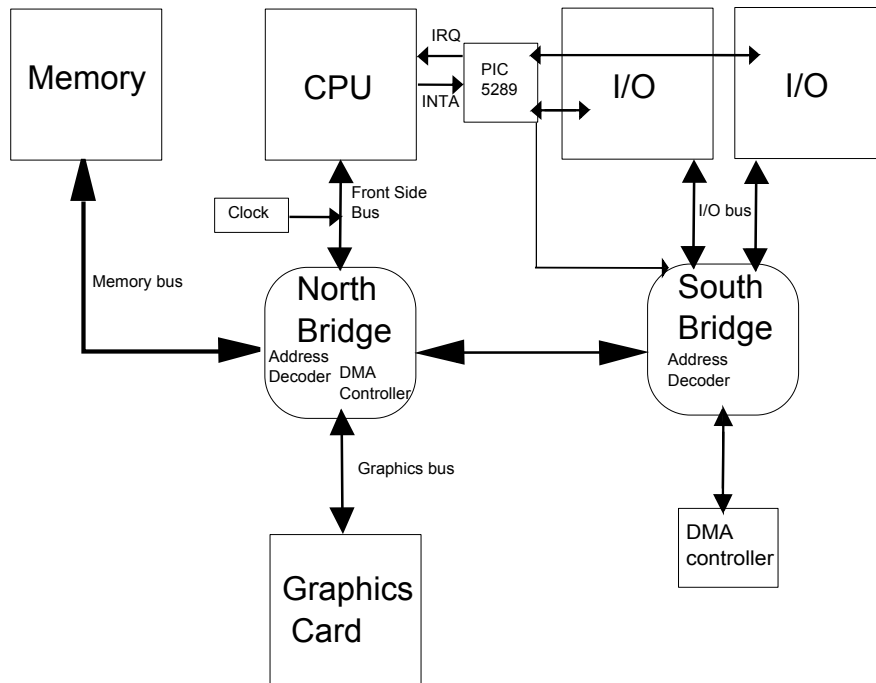 Memory
CPU
IRQ
INTA
PIC
5289
I/O
I/O
Clock
Front Side
Bus
I/O bus
Memory bus
North
Bridge
Address
Decoder
DMA
Controller
South
Bridge
Address
Decoder
Graphics bus
DMA
controller
Graphics
Card